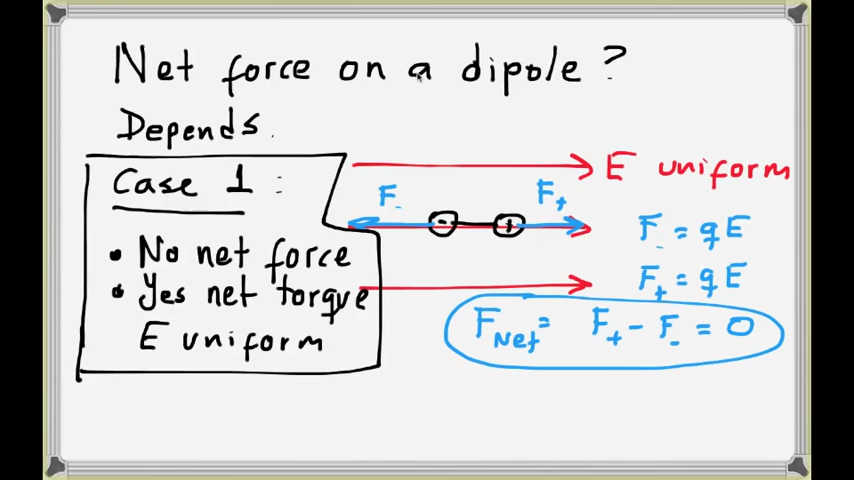 Net force on a dipole ?
Depends.
Case 1 :
• No net force
• Yes net torque
E uniform
E uniform
F- F+
- +
F- = qE
F+ = qE
FNet = F+ - F- = 0